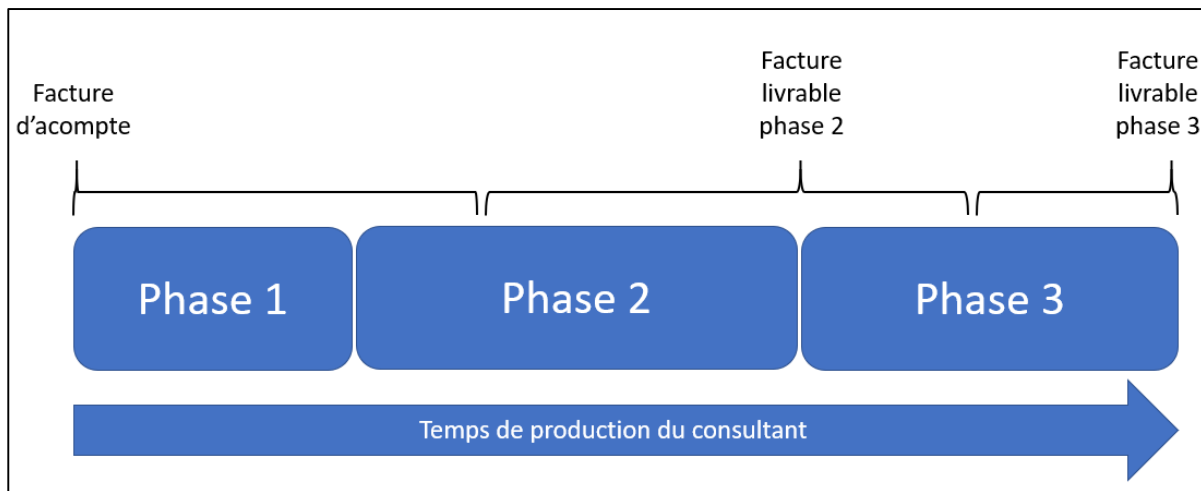 Facture
d’acompte
Facture
livrable
phase 2
Facture
livrable
phase 3
Phase 1
Phase 2
Phase 3
Temps de production du consultant